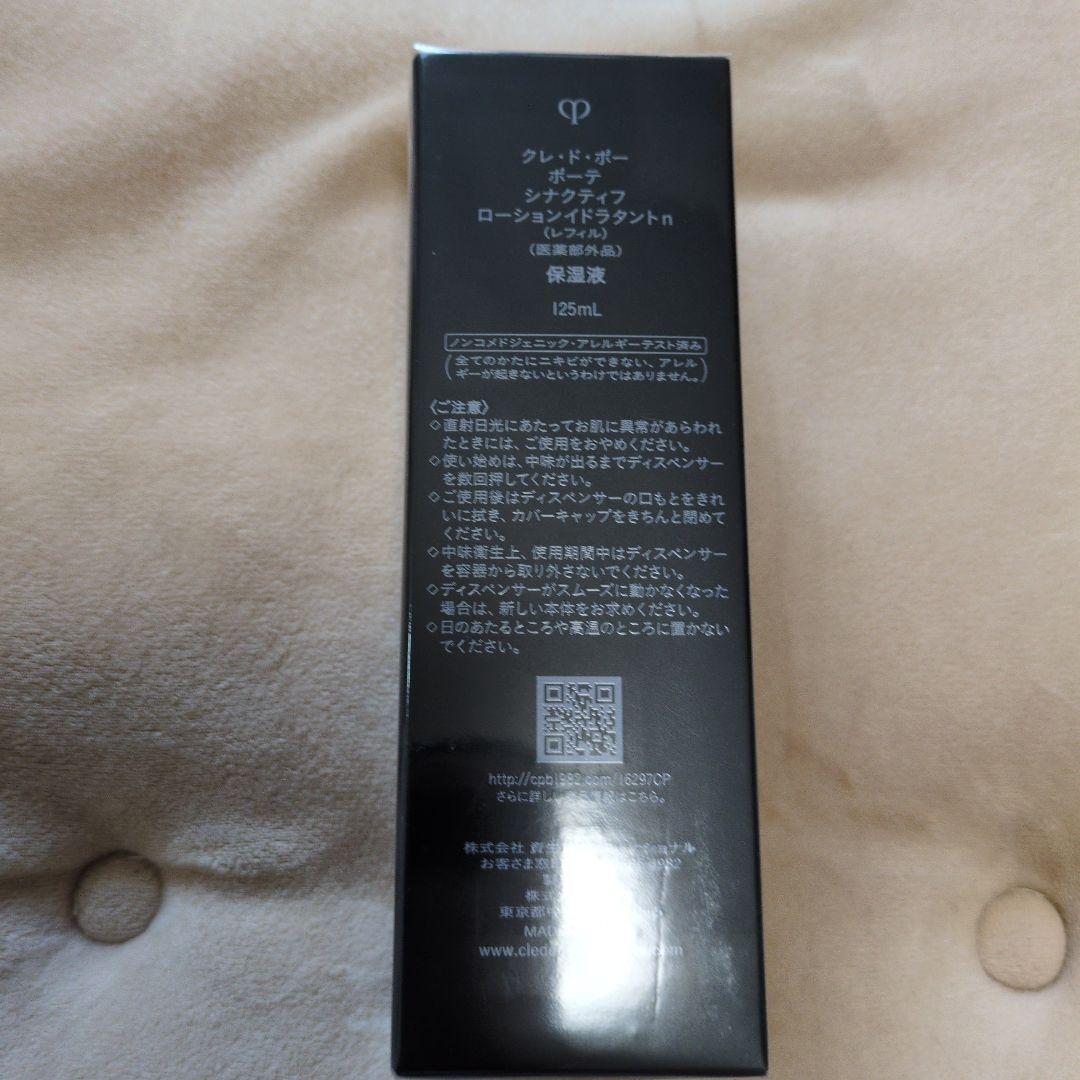 クレ・ド・ポー
ボーテ
シナクティフ
ローションイドラタントn
(レフィル)
(医薬部外品)
保湿液
125mL
ノンコメドジェニック・アレルギーテスト済み
(全てのかたにニキビができない、アレル
ギーが起きないというわけではありません。)
〈ご注意〉
◇直射日光にあたってお肌に異常があらわれ
たときには、ご使用をおやめください。
◇使い始めは、中味が出るまでディスペンサー
を数回押してください。
◇ご使用後はディスペンサーの口もとをきれ
いに拭き、カバーキャップをきちんと閉めて
ください。
◇中味衛生上、使用期間中はディスペンサー
を容器から取り外さないでください。
◇ディスペンサーがスムーズに動かなくなった
場合は、新しい本体をお求めください。
◇日のあたるところや高温のところに置かない
でください。
http://cpb1982.com/16297CP
さらに詳しい はこちら。
株式会社 資生 ナル
お客さま窓 1982
株式
東京都中
MAD
www.clede .com